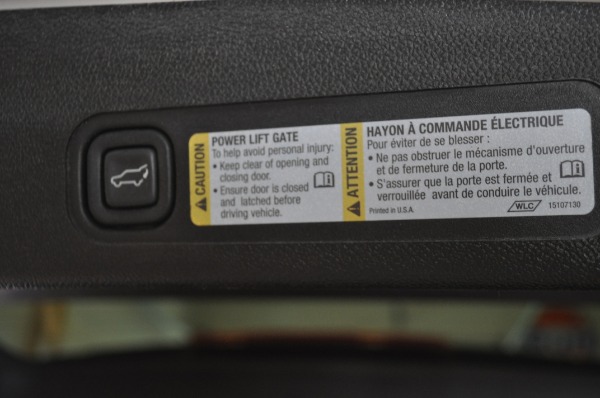 CAUTION
POWER LIFT GATE
To help avoid personal injury:
• Keep clear of opening and
closing door.
• Ensure door is closed
and latched before
driving vehicle.
ATTENTION
HAYON À COMMANDE ÉLECTRIQUE
Pour éviter de se blesser :
• Ne pas obstruer le mécanisme d'ouverture
et de fermeture de la porte.
• S'assurer que la porte est fermée et
verrouillée avant de conduire le véhicule.
Printed in U.S.A.
WLC
15107130